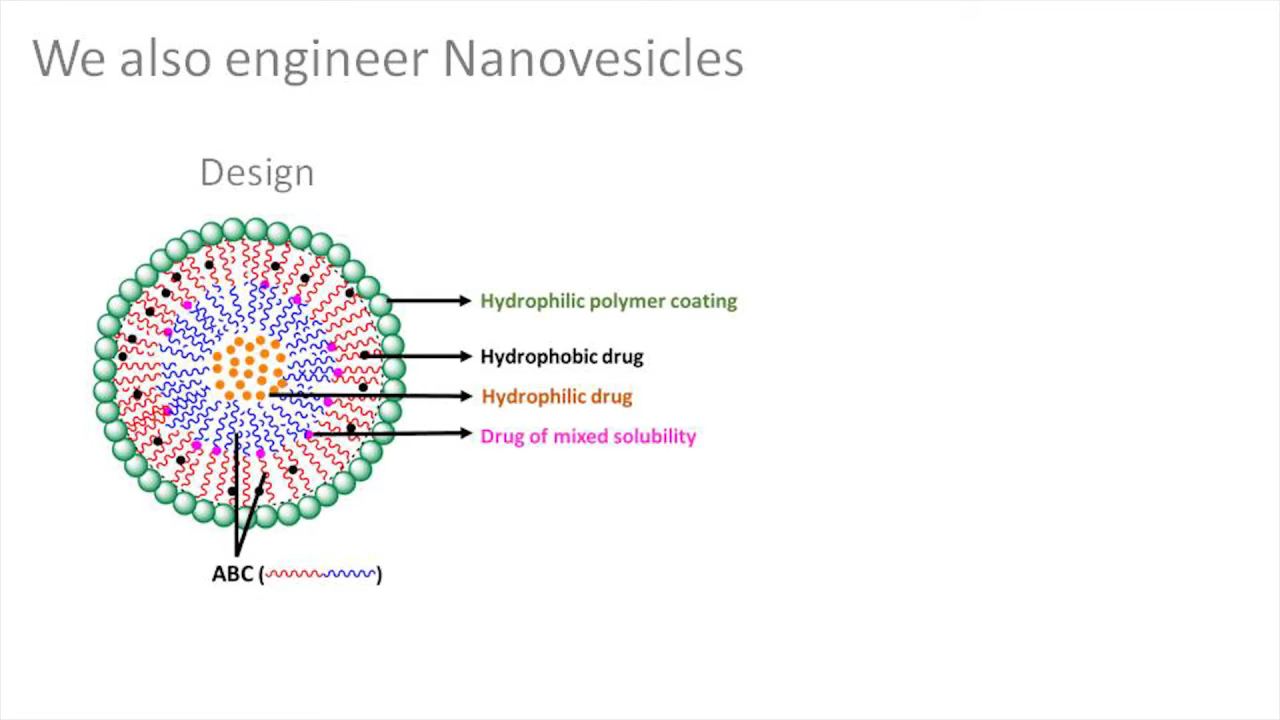 We also engineer Nanovesicles
Design
Hydrophilic polymer coating
Hydrophobic drug
Hydrophilic drug
Drug of mixed solubility
ABC ( )